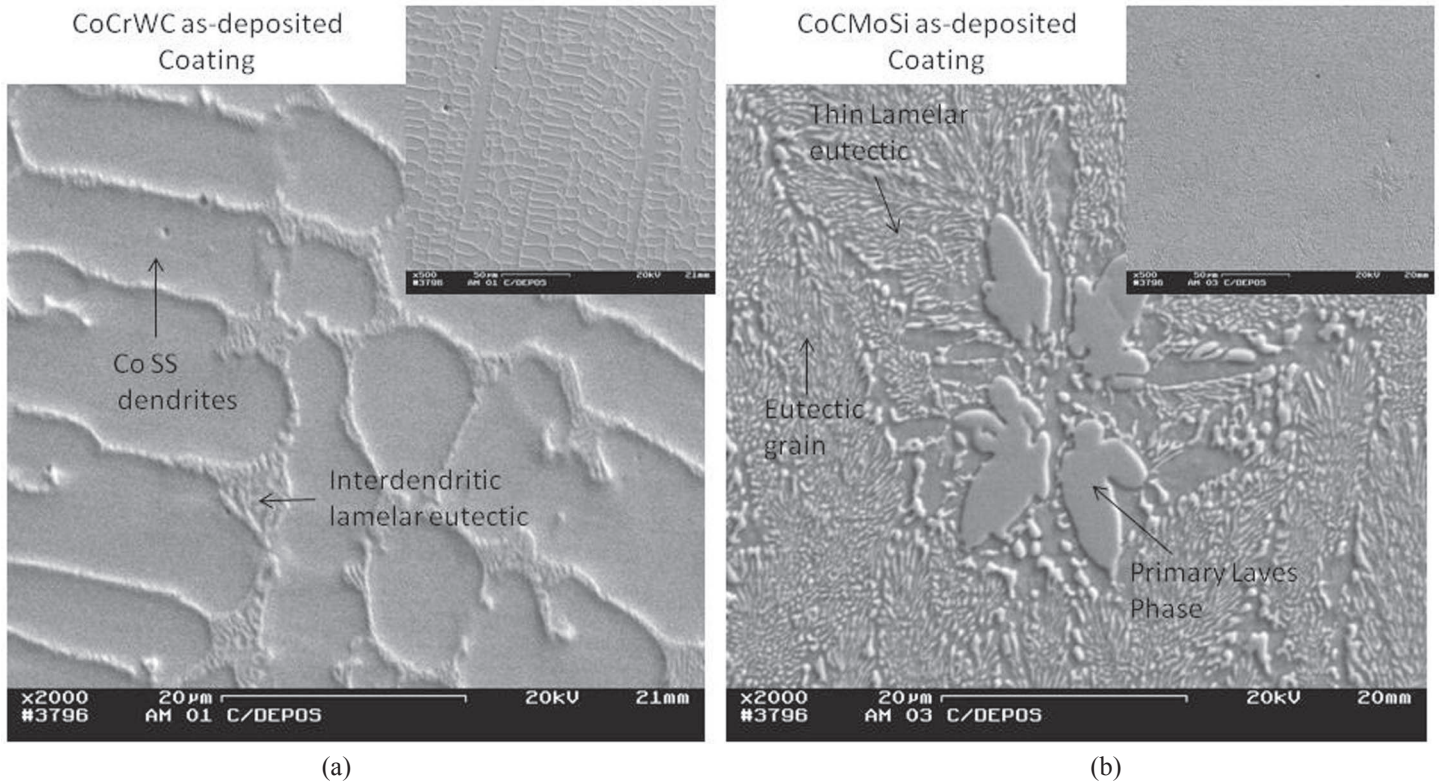 CoCrWC as-deposited
Coating
x500 50µm 20kV 21mm
#3796 AM 01 C/DEPOS
Co SS
dendrites
Interdendritic
lamelar eutectic
x2000 20µm 20kV 21mm
#3796 AM 01 C/DEPOS
(a)
CoCMoSi as-deposited
Coating
x500 50µm 20kV 20mm
#3796 AM 03 C/DEPOS
Thin Lamelar
eutectic
Eutectic
grain
Primary Laves
Phase
x2000 20µm 20kV 20mm
#3796 AM 03 C/DEPOS
(b)